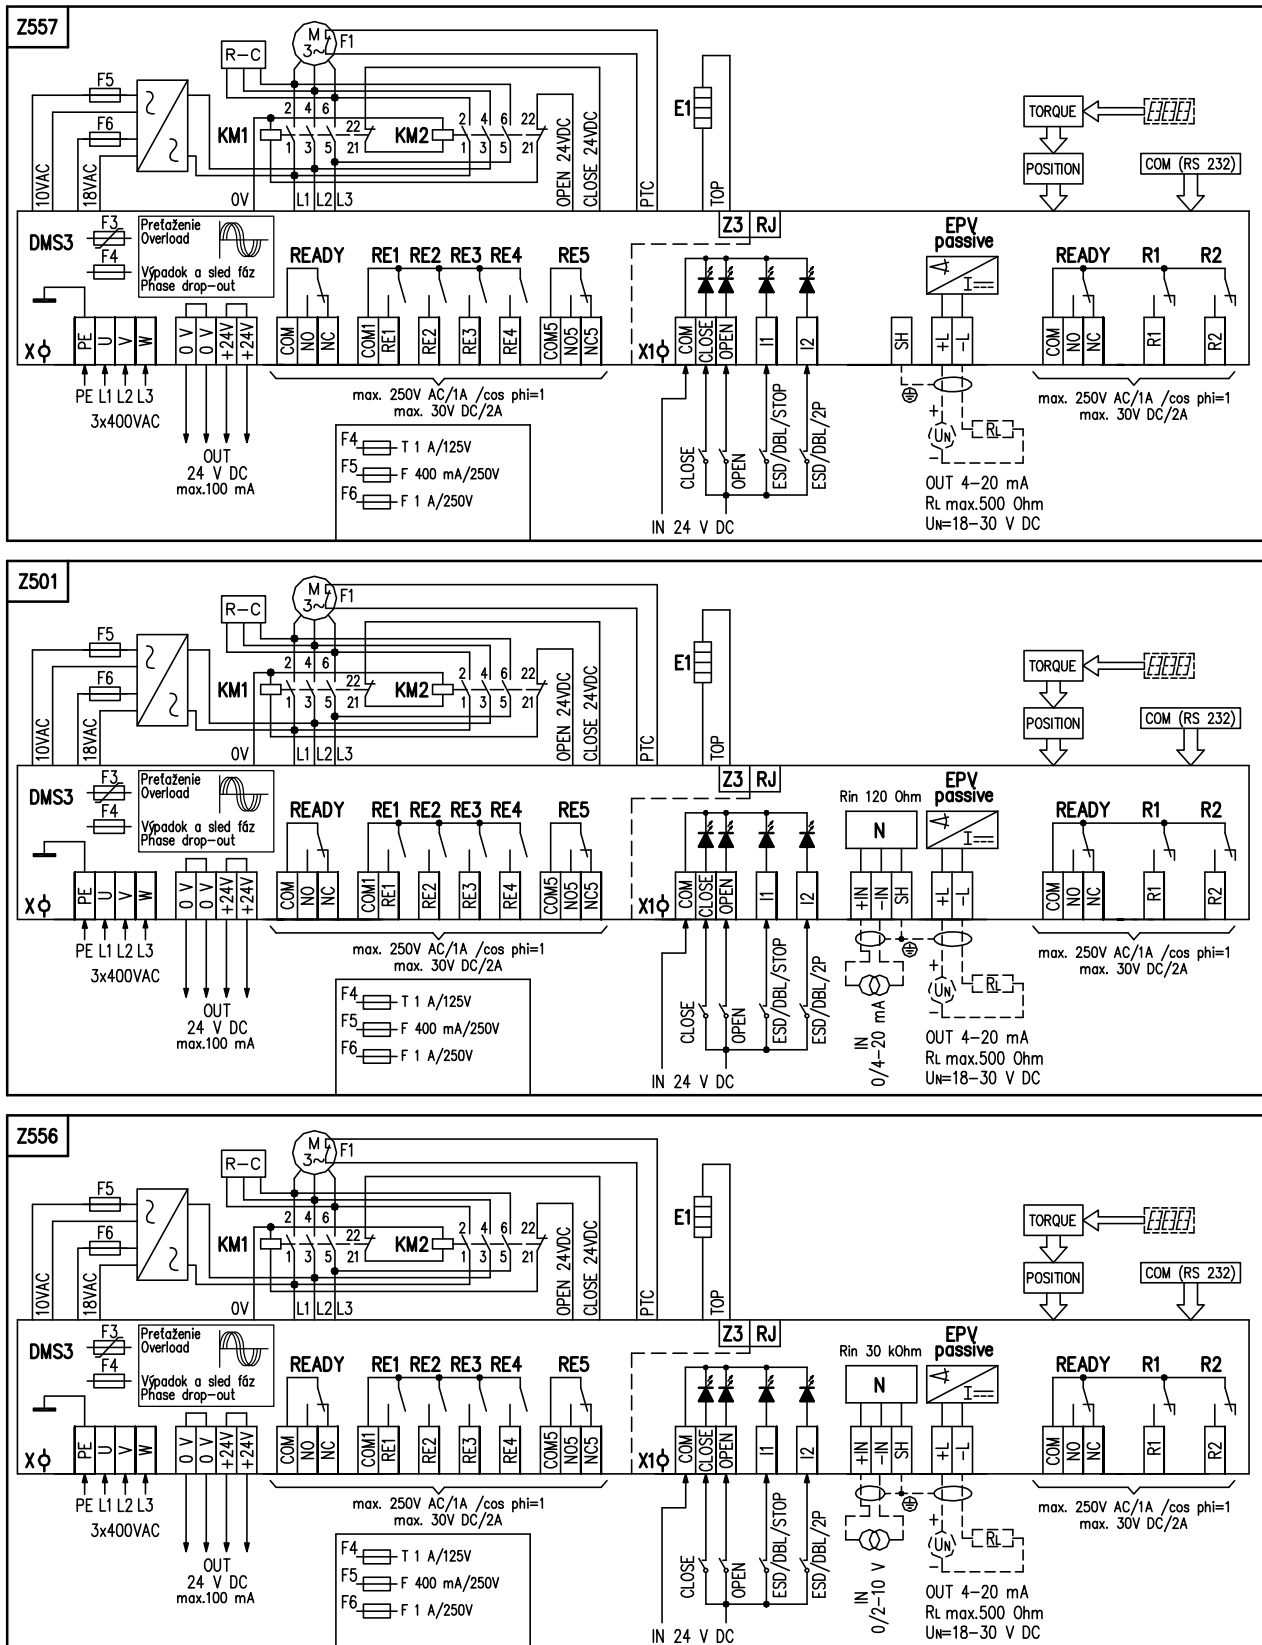 Z557
M
3~
F1
R-C
F5
F6
10VAC
18VAC
KM1
2 4 6
1 3 5
22
21
KM2
2 4 6
1 3 5
22
21
0V
L1 L2 L3
OPEN 24VDC
CLOSE 24VDC
PTC
E1
TOP
TORQUE
POSITION
COM (RS 232)
DMS3
F3
F4
Preťaženie
Overload
Výpadok a sled fáz
Phase drop-out
Z3 RJ
READY RE1 RE2 RE3 RE4 RE5
EPV
passive
I
READY R1 R2
X PE U V W 0 V 0 V +24V +24V COM NO NC COM1 RE1 RE2 RE3 RE4 COM5 NO5 NC5
X1 COM CLOSE OPEN I1 I2 SH +L -L COM NO NC R1 R2
PE L1 L2 L3
3x400VAC
OUT
24 V DC
max.100 mA
max. 250V AC/1A /cos phi=1
max. 30V DC/2A
F4 T 1 A/125V
F5 F 400 mA/250V
F6 F 1 A/250V
CLOSE
OPEN
ESD/DBL/STOP
ESD/DBL/2P
IN 24 V DC
+
UN
-
RL
OUT 4-20 mA
RL max.500 Ohm
UN=18-30 V DC
max. 250V AC/1A /cos phi=1
max. 30V DC/2A
Z501
M
3~
F1
R-C
F5
F6
10VAC
18VAC
KM1
2 4 6
1 3 5
22
21
KM2
2 4 6
1 3 5
22
21
0V
L1 L2 L3
OPEN 24VDC
CLOSE 24VDC
PTC
E1
TOP
TORQUE
POSITION
COM (RS 232)
DMS3
F3
F4
Preťaženie
Overload
Výpadok a sled fáz
Phase drop-out
Z3 RJ
READY RE1 RE2 RE3 RE4 RE5
Rin 120 Ohm
N
EPV
passive
I
READY R1 R2
X PE U V W 0 V 0 V +24V +24V COM NO NC COM1 RE1 RE2 RE3 RE4 COM5 NO5 NC5
X1 COM CLOSE OPEN I1 I2 +IN -IN SH +L -L COM NO NC R1 R2
PE L1 L2 L3
3x400VAC
OUT
24 V DC
max.100 mA
max. 250V AC/1A /cos phi=1
max. 30V DC/2A
F4 T 1 A/125V
F5 F 400 mA/250V
F6 F 1 A/250V
CLOSE
OPEN
ESD/DBL/STOP
ESD/DBL/2P
IN 24 V DC
IN
0/4-20 mA
+
UN
-
RL
OUT 4-20 mA
RL max.500 Ohm
UN=18-30 V DC
max. 250V AC/1A /cos phi=1
max. 30V DC/2A
Z556
M
3~
F1
R-C
F5
F6
10VAC
18VAC
KM1
2 4 6
1 3 5
22
21
KM2
2 4 6
1 3 5
22
21
0V
L1 L2 L3
OPEN 24VDC
CLOSE 24VDC
PTC
E1
TOP
TORQUE
POSITION
COM (RS 232)
DMS3
F3
F4
Preťaženie
Overload
Výpadok a sled fáz
Phase drop-out
Z3 RJ
READY RE1 RE2 RE3 RE4 RE5
Rin 30 kOhm
N
EPV
passive
I
READY R1 R2
X PE U V W 0 V 0 V +24V +24V COM NO NC COM1 RE1 RE2 RE3 RE4 COM5 NO5 NC5
X1 COM CLOSE OPEN I1 I2 +IN -IN SH +L -L COM NO NC R1 R2
PE L1 L2 L3
3x400VAC
OUT
24 V DC
max.100 mA
max. 250V AC/1A /cos phi=1
max. 30V DC/2A
F4 T 1 A/125V
F5 F 400 mA/250V
F6 F 1 A/250V
CLOSE
OPEN
ESD/DBL/STOP
ESD/DBL/2P
IN 24 V DC
IN
0/2-10 V
+
UN
-
RL
OUT 4-20 mA
RL max.500 Ohm
UN=18-30 V DC
max. 250V AC/1A /cos phi=1
max. 30V DC/2A